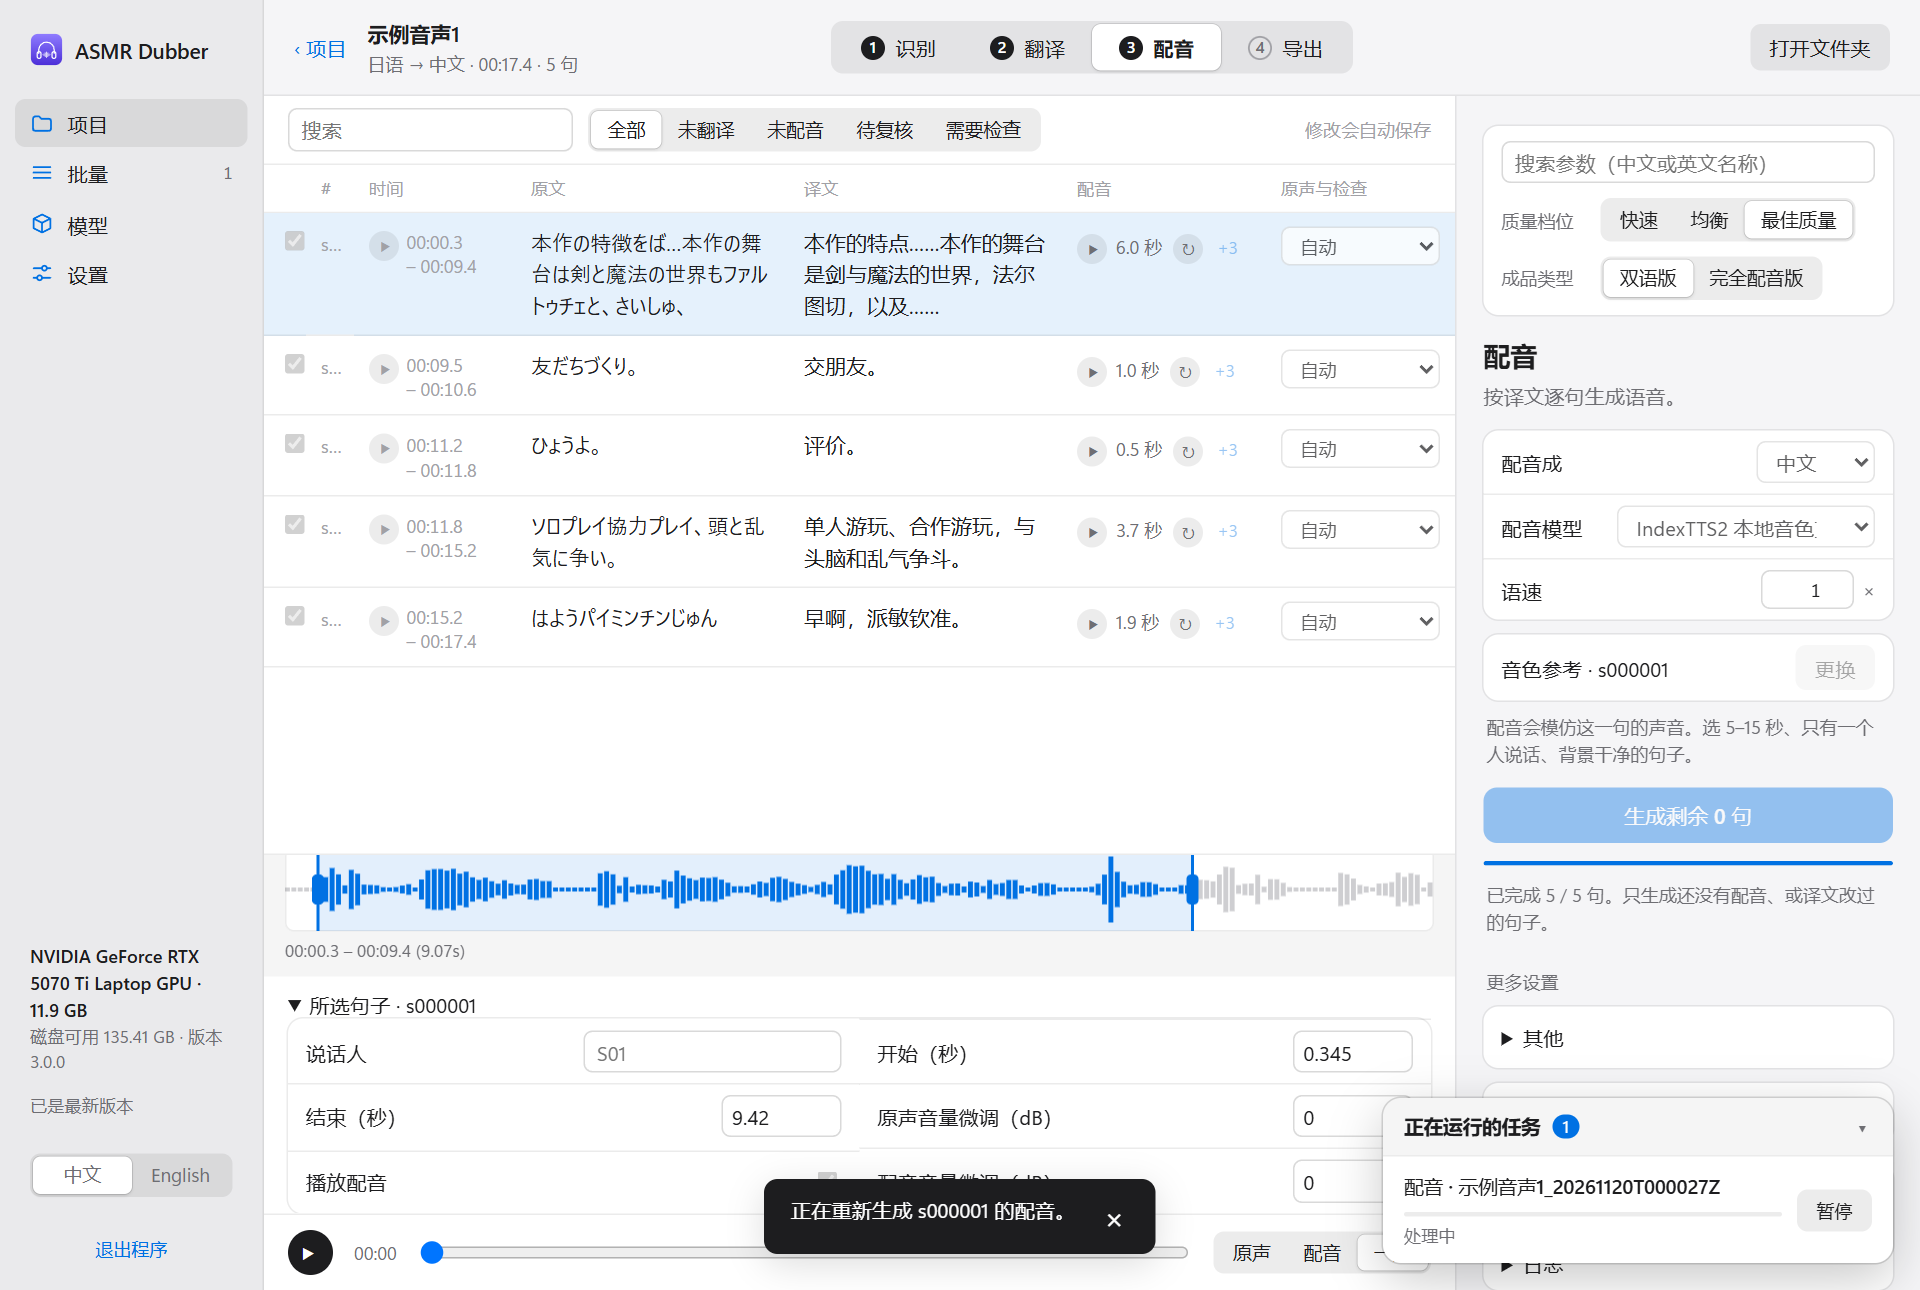 ASMR Dubber
项目
批量 1
模型
设置
NVIDIA GeForce RTX
5070 Ti Laptop GPU ·
11.9 GB
磁盘可用 135.41 GB · 版本
3.0.0
已是最新版本
中文 English
退出程序
‹ 项目
示例音声1
日语 → 中文 · 00:17.4 · 5 句
1 识别 2 翻译 3 配音 4 导出
打开文件夹
搜索
全部 未翻译 未配音 待复核 需要检查
修改会自动保存
# 时间 原文 译文 配音 原声与检查
s... 00:00.3
– 00:09.4
本作の特徴をば...本作の舞
台は剣と魔法の世界もファル
トゥチェと、さいしゅ、
本作的特点......本作的舞台
是剑与魔法的世界，法尔
图切，以及......
6.0 秒 ↻ +3 自动
s... 00:09.5
– 00:10.6
友だちづくり。
交朋友。
1.0 秒 ↻ +3 自动
s... 00:11.2
– 00:11.8
ひょうよ。
评价。
0.5 秒 ↻ +3 自动
s... 00:11.8
– 00:15.2
ソロプレイ協力プレイ、頭と乱
気に争い。
单人游玩、合作游玩，与
头脑和乱气争斗。
3.7 秒 ↻ +3 自动
s... 00:15.2
– 00:17.4
はようパイミンチンじゅん
早啊，派敏钦准。
1.9 秒 ↻ +3 自动
00:00.3 – 00:09.4 (9.07s)
▼ 所选句子 · s000001
说话人 S01 开始（秒） 0.345
结束（秒） 9.42 原声音量微调（dB） 0
播放配音 配音音量微调（dB） 0
正在重新生成 s000001 的配音。 ×
00:00
原声 配音
搜索参数（中文或英文名称）
质量档位 快速 均衡 最佳质量
成品类型 双语版 完全配音版
配音
按译文逐句生成语音。
配音成 中文
配音模型 IndexTTS2 本地音色
语速 1 ×
音色参考 · s000001 更换
配音会模仿这一句的声音。选 5–15 秒、只有一个
人说话、背景干净的句子。
生成剩余 0 句
已完成 5 / 5 句。只生成还没有配音、或译文改过
的句子。
更多设置
▶ 其他
正在运行的任务 1 ▾
配音 · 示例音声1_20261120T000027Z
处理中
暂停
▶ 日志